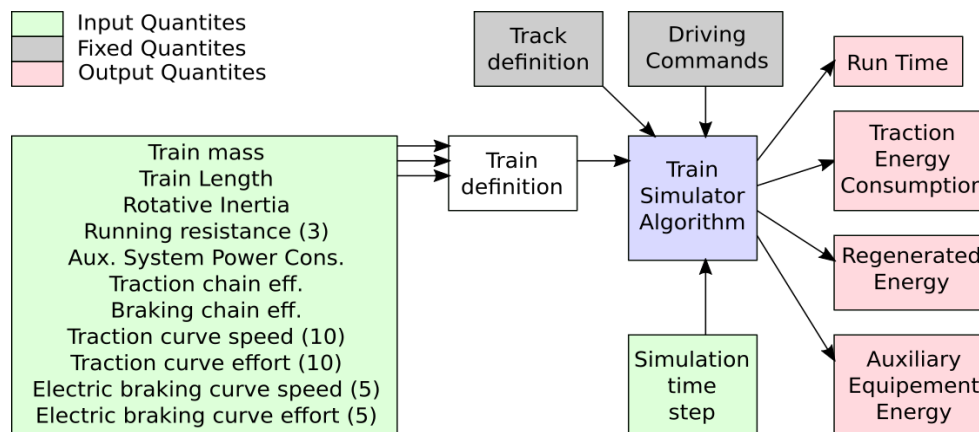 Input Quantites
Fixed Quantites
Output Quantites
Track
definition
Driving
Commands
Run Time
Train mass
Train Length
Rotative Inertia
Running resistance (3)
Aux. System Power Cons.
Traction chain eff.
Braking chain eff.
Traction curve speed (10)
Traction curve effort (10)
Electric braking curve speed (5)
Electric braking curve effort (5)
Train
definition
Train
Simulator
Algorithm
Traction
Energy
Consumption
Regenerated
Energy
Simulation
time
step
Auxiliary
Equipement
Energy